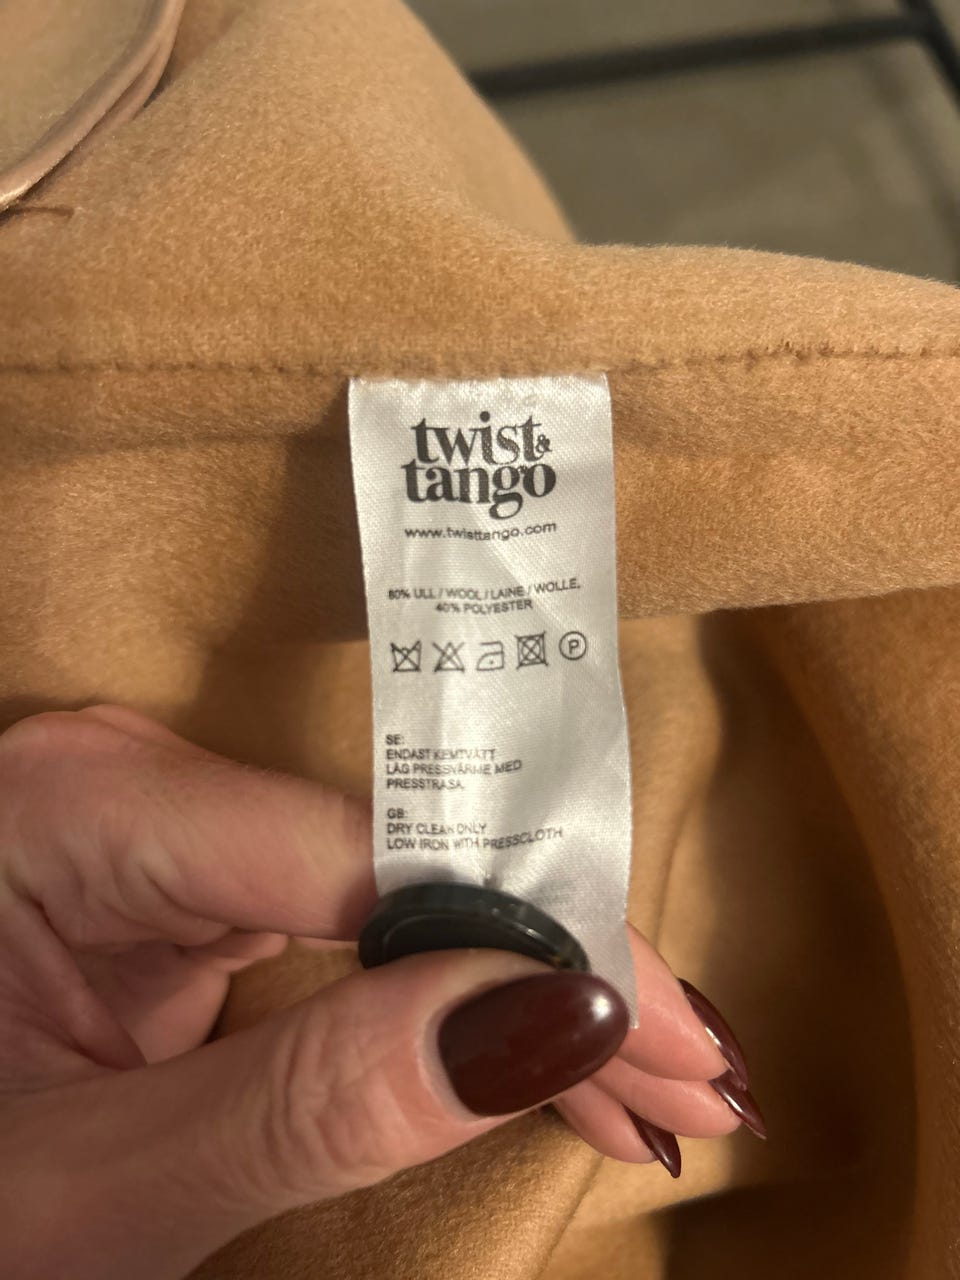 twist &
tango
www.twisttango.com
60% ULL / WOOL / LAINE / WOLLE,
40% POLYESTER
P
SE:
ENDAST KEMTVÄTT
LÅG PRESSVÄRME MED
PRESSTRASA
GB:
DRY CLEAN ONLY
LOW IRON WITH PRESSCLOTH